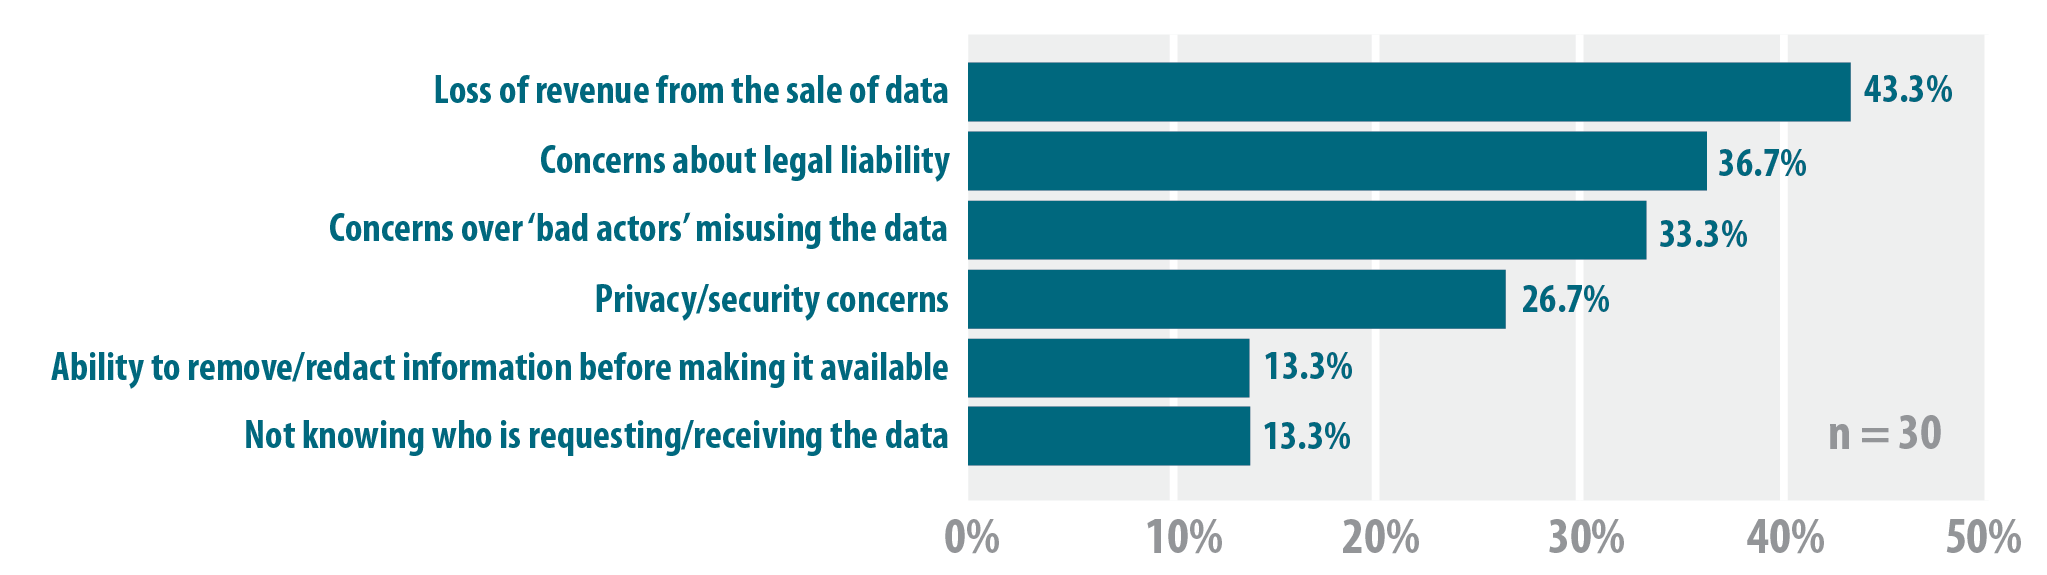 Loss of revenue from the sale of data 43.3%
Concerns about legal liability 36.7%
Concerns over ‘bad actors’ misusing the data 33.3%
Privacy/security concerns 26.7%
Ability to remove/redact information before making it available 13.3%
Not knowing who is requesting/receiving the data 13.3%
n = 30
0% 10% 20% 30% 40% 50%